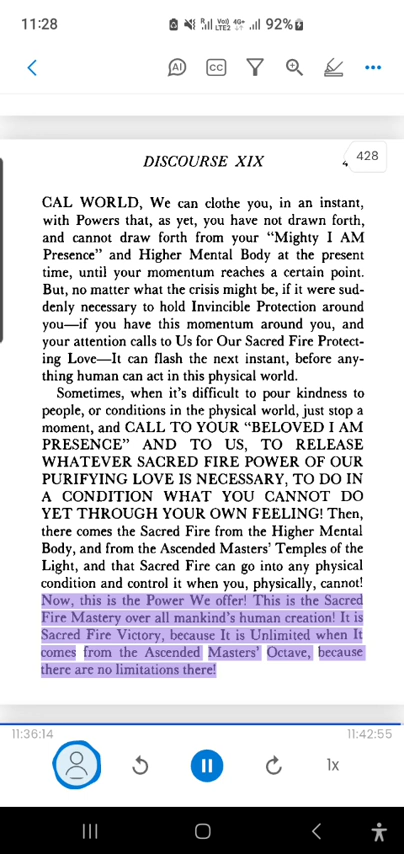 11:28
92%
AI
CC
DISCOURSE XIX
428
CAL WORLD, We can clothe you, in an instant,
with Powers that, as yet, you have not drawn forth,
and cannot draw forth from your “Mighty I AM
Presence” and Higher Mental Body at the present
time, until your momentum reaches a certain point.
But, no matter what the crisis might be, if it were sud-
denly necessary to hold Invincible Protection around
you—if you have this momentum around you, and
your attention calls to Us for Our Sacred Fire Protect-
ing Love—It can flash the next instant, before any-
thing human can act in this physical world.
Sometimes, when it’s difficult to pour kindness to
people, or conditions in the physical world, just stop a
moment, and CALL TO YOUR “BELOVED I AM
PRESENCE” AND TO US, TO RELEASE
WHATEVER SACRED FIRE POWER OF OUR
PURIFYING LOVE IS NECESSARY, TO DO IN
A CONDITION WHAT YOU CANNOT DO
YET THROUGH YOUR OWN FEELING! Then,
there comes the Sacred Fire from the Higher Mental
Body, and from the Ascended Masters’ Temples of the
Light, and that Sacred Fire can go into any physical
condition and control it when you, physically, cannot!
Now, this is the Power We offer! This is the Sacred
Fire Mastery over all mankind’s human creation! It is
Sacred Fire Victory, because It is Unlimited when It
comes from the Ascended Masters’ Octave, because
there are no limitations there!
11:36:14
11:42:55
1x